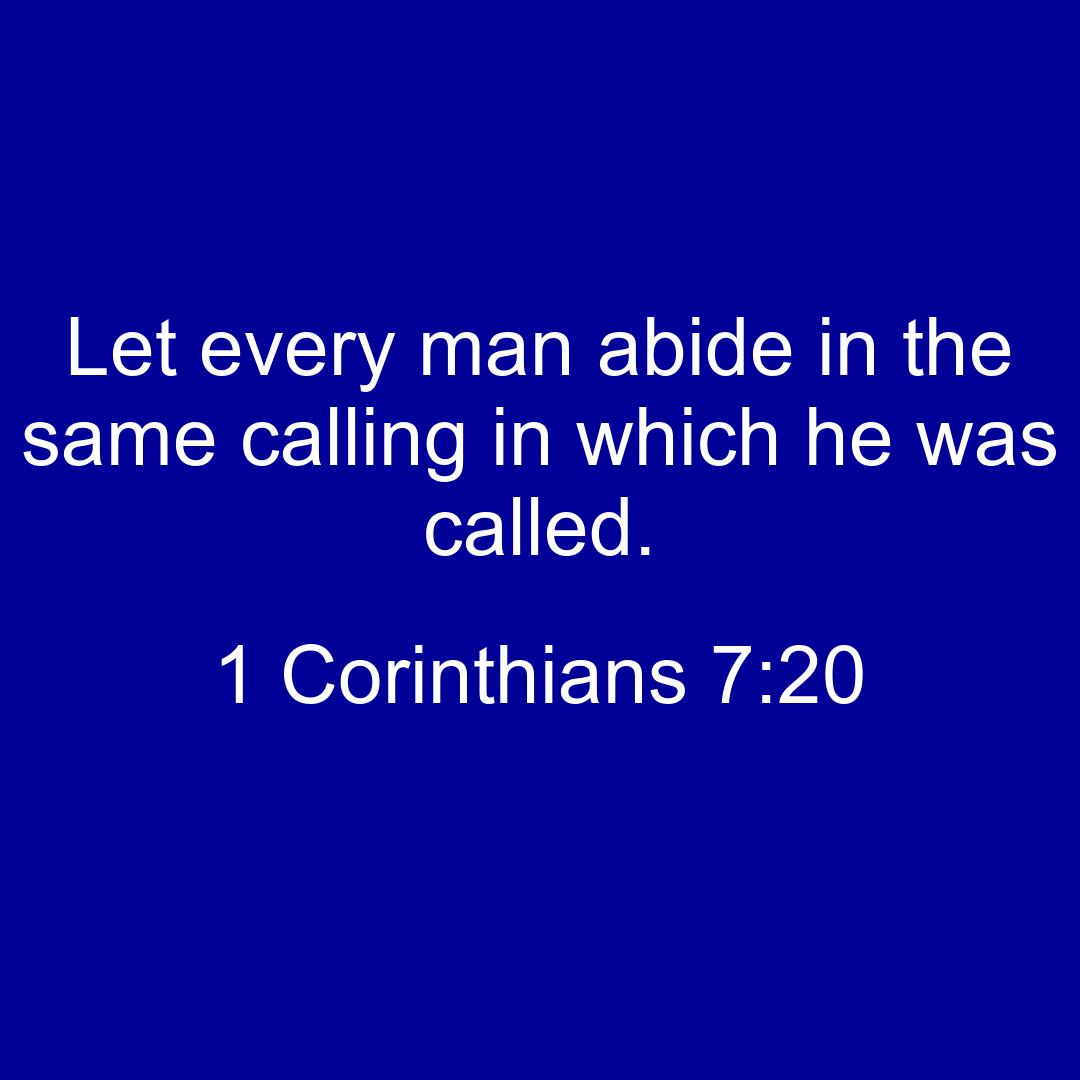 Let every man abide in the
same calling in which he was
called.
1 Corinthians 7:20